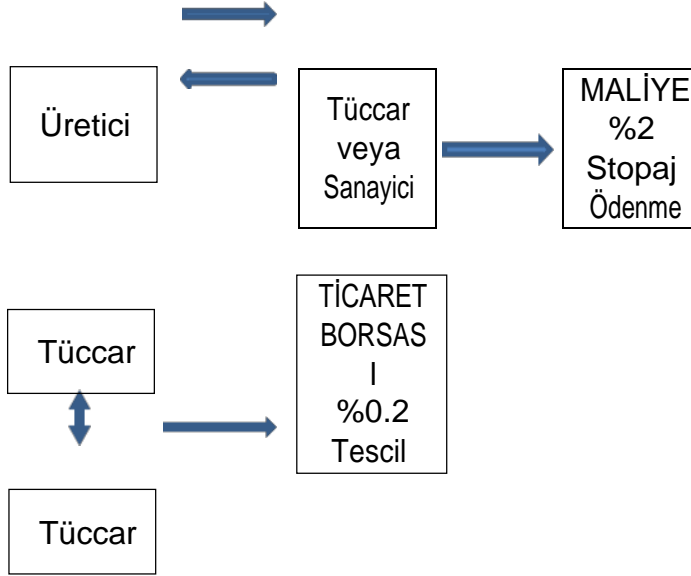 Üretici
Tüccar
veya
Sanayici
MALİYE
%2
Stopaj
Ödenme
Tüccar
TİCARET
BORSAS
I
%0.2
Tescil
Tüccar